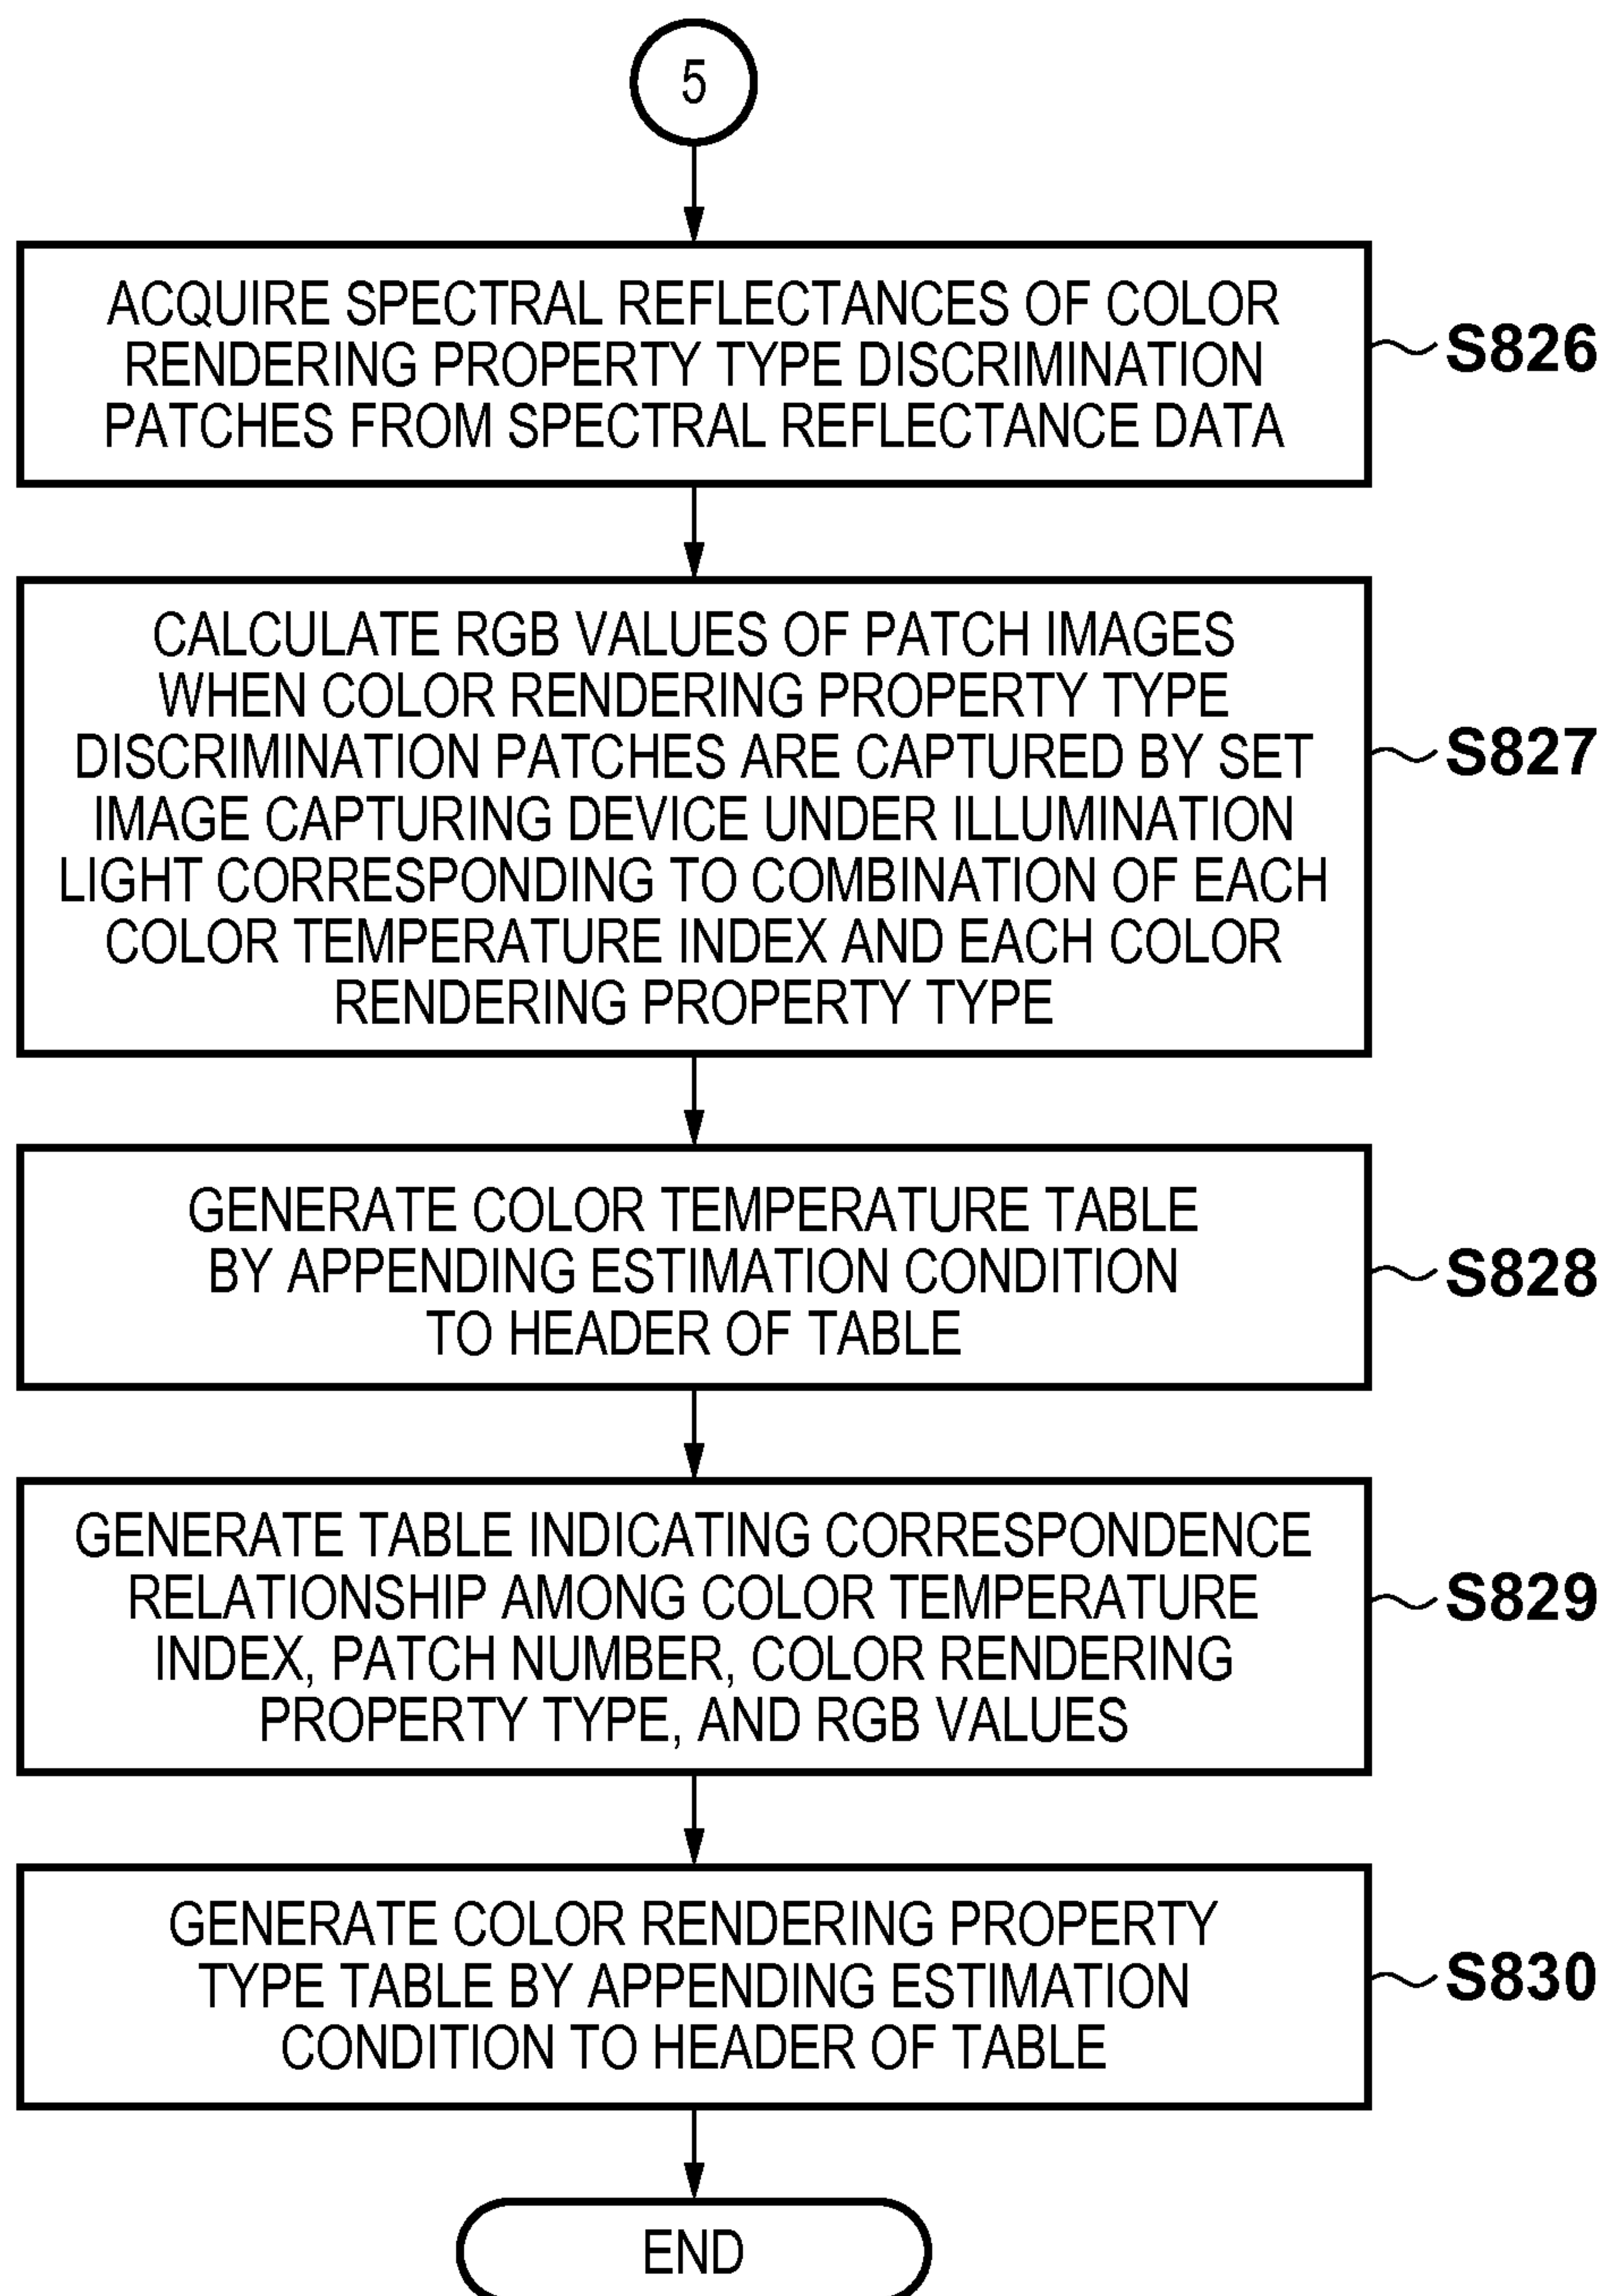 5
ACQUIRE SPECTRAL REFLECTANCES OF COLOR
RENDERING PROPERTY TYPE DISCRIMINATION
PATCHES FROM SPECTRAL REFLECTANCE DATA
S826
CALCULATE RGB VALUES OF PATCH IMAGES
WHEN COLOR RENDERING PROPERTY TYPE
DISCRIMINATION PATCHES ARE CAPTURED BY SET
IMAGE CAPTURING DEVICE UNDER ILLUMINATION
LIGHT CORRESPONDING TO COMBINATION OF EACH
COLOR TEMPERATURE INDEX AND EACH COLOR
RENDERING PROPERTY TYPE
S827
GENERATE COLOR TEMPERATURE TABLE
BY APPENDING ESTIMATION CONDITION
TO HEADER OF TABLE
S828
GENERATE TABLE INDICATING CORRESPONDENCE
RELATIONSHIP AMONG COLOR TEMPERATURE
INDEX, PATCH NUMBER, COLOR RENDERING
PROPERTY TYPE, AND RGB VALUES
S829
GENERATE COLOR RENDERING PROPERTY
TYPE TABLE BY APPENDING ESTIMATION
CONDITION TO HEADER OF TABLE
S830
END